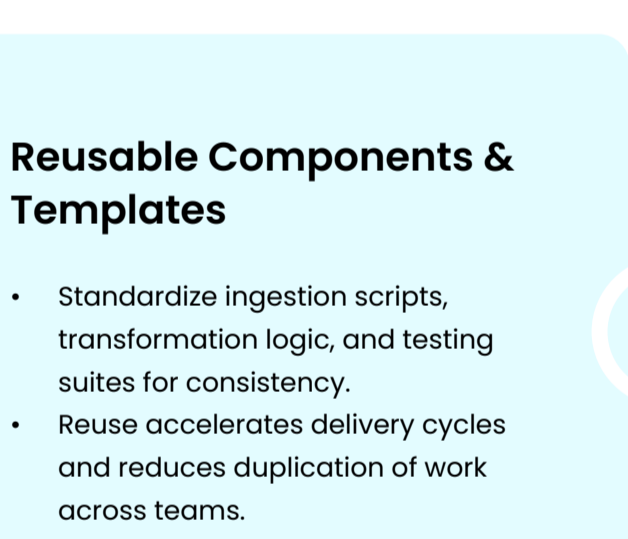 Reusable Components &
Templates
• Standardize ingestion scripts,
transformation logic, and testing
suites for consistency.
• Reuse accelerates delivery cycles
and reduces duplication of work
across teams.